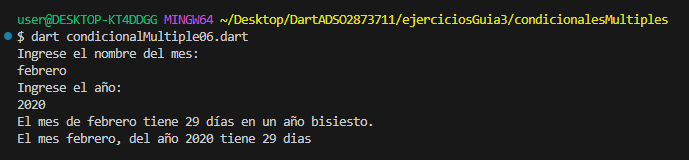 user@DESKTOP-KT4DDGG MINGW64 ~/Desktop/DartADSO2873711/ejerciciosGuia3/condicionalesMultiples
$ dart condicionalMultiple06.dart
Ingrese el nombre del mes:
febrero
Ingrese el año:
2020
El mes de febrero tiene 29 días en un año bisiesto.
El mes febrero, del año 2020 tiene 29 dias